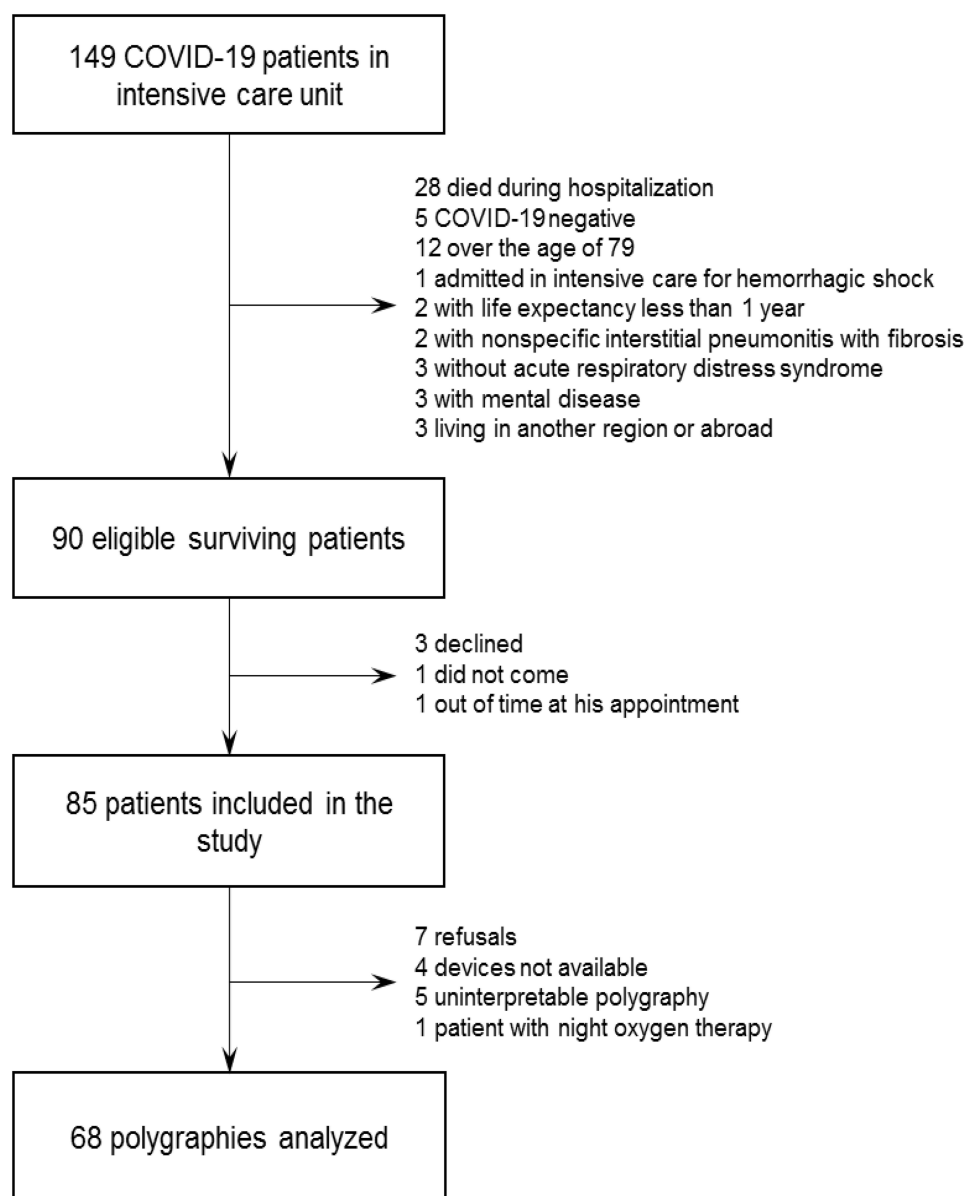 149 COVID-19 patients in
intensive care unit
28 died during hospitalization
5 COVID-19 negative
12 over the age of 79
1 admitted in intensive care for hemorrhagic shock
2 with life expectancy less than 1 year
2 with nonspecific interstitial pneumonitis with fibrosis
3 without acute respiratory distress syndrome
3 with mental disease
3 living in another region or abroad
90 eligible surviving patients
3 declined
1 did not come
1 out of time at his appointment
85 patients included in the
study
7 refusals
4 devices not available
5 uninterpretable polygraphy
1 patient with night oxygen therapy
68 polygraphies analyzed